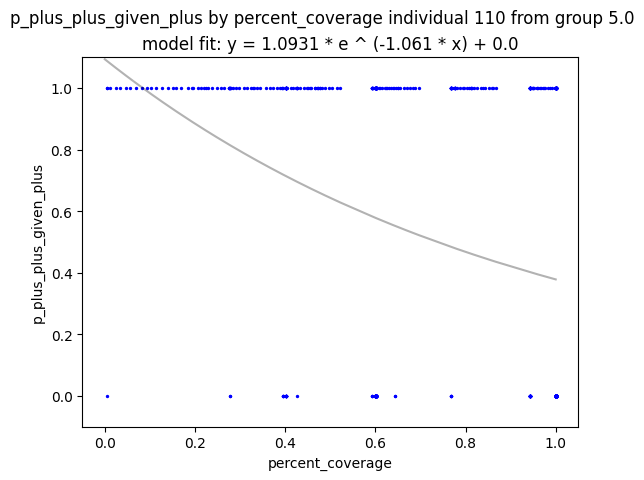 p_plus_plus_given_plus by percent_coverage individual 110 from group 5.0
model fit: y = 1.0931 * e ^ (-1.061 * x) + 0.0
1.0
0.8
0.6
0.4
0.2
0.0
p_plus_plus_given_plus
0.0 0.2 0.4 0.6 0.8 1.0
percent_coverage